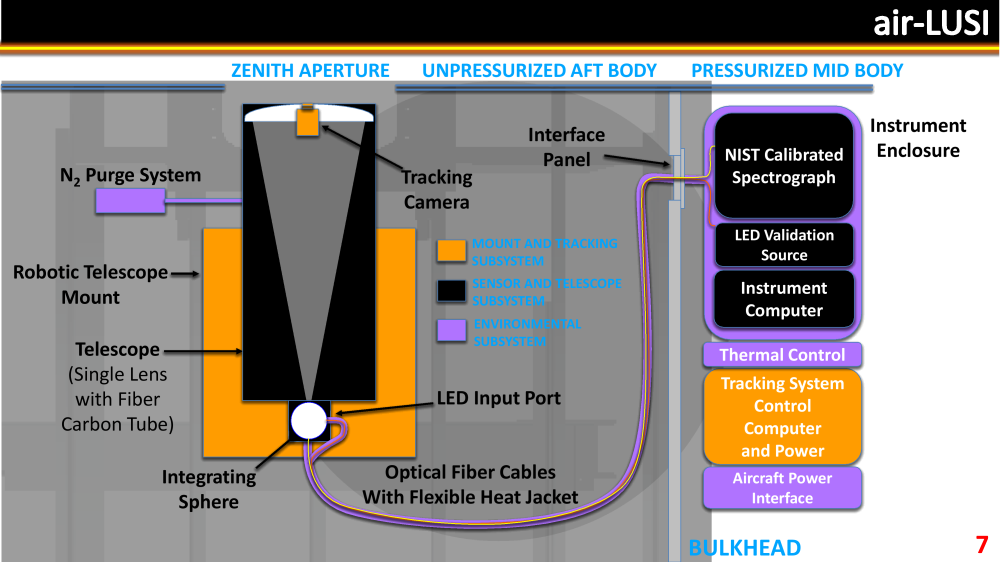 air-LUSI
ZENITH APERTURE
UNPRESSURIZED AFT BODY
PRESSURIZED MID BODY
Interface
Panel
Instrument
Enclosure
NIST Calibrated
Spectrograph
N2 Purge System
Tracking
Camera
LED Validation
Source
MOUNT AND TRACKING
SUBSYSTEM
SENSOR AND TELESCOPE
SUBSYSTEM
ENVIRONMENTAL
SUBSYSTEM
Robotic Telescope
Mount
Instrument
Computer
Telescope
(Single Lens
with Fiber
Carbon Tube)
Thermal Control
Tracking System
Control
Computer
and Power
LED Input Port
Integrating
Sphere
Optical Fiber Cables
With Flexible Heat Jacket
Aircraft Power
Interface
BULKHEAD
7